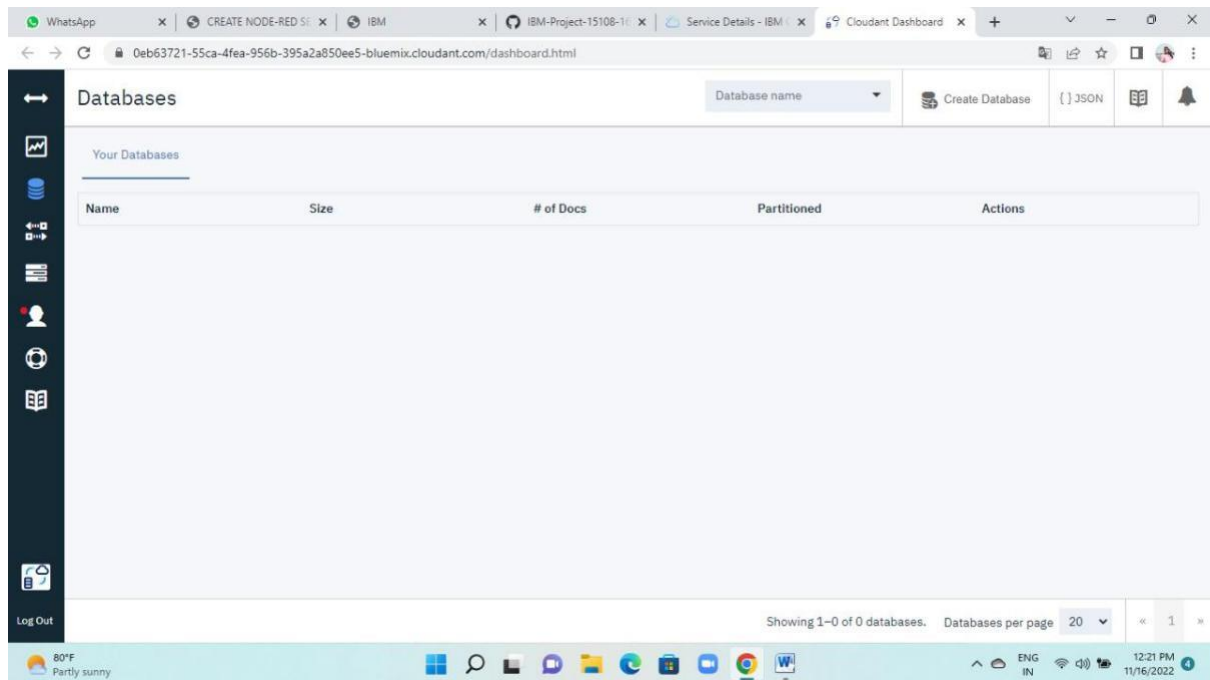 WhatsApp
CREATE NODE-RED SE
IBM
IBM-Project-15108-16
Service Details - IBM C
Cloudant Dashboard
0eb63721-55ca-4fea-956b-395a2a850ee5-bluemix.cloudant.com/dashboard.html
Databases
Database name
Create Database
{ } JSON
Your Databases
Name Size # of Docs Partitioned Actions
Log Out
Showing 1–0 of 0 databases. Databases per page 20 « 1 »
80°F
Partly sunny
ENG
IN
12:21 PM
11/16/2022
4